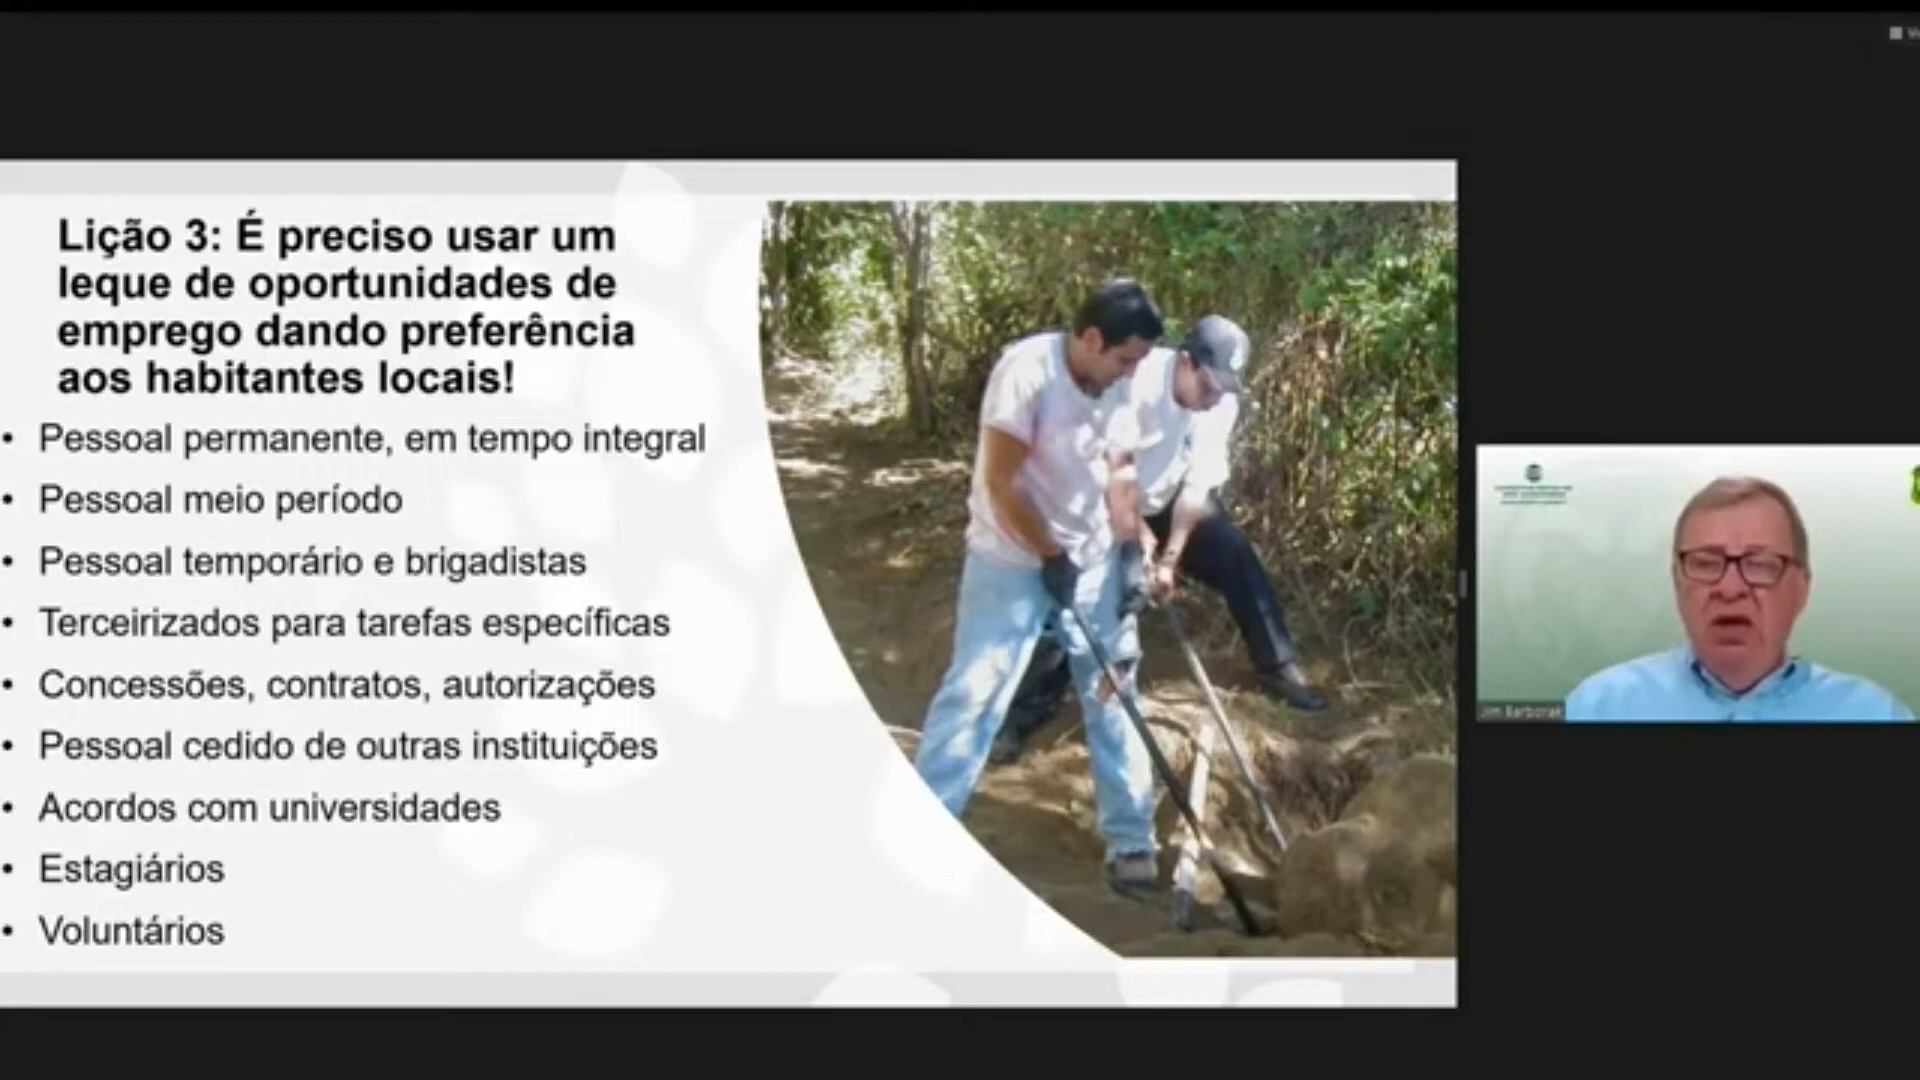 Lição 3: É preciso usar um
leque de oportunidades de
emprego dando preferência
aos habitantes locais!
• Pessoal permanente, em tempo integral
• Pessoal meio período
• Pessoal temporário e brigadistas
• Terceirizados para tarefas específicas
• Concessões, contratos, autorizações
• Pessoal cedido de outras instituições
• Acordos com universidades
• Estagiários
• Voluntários
Jim Barborak